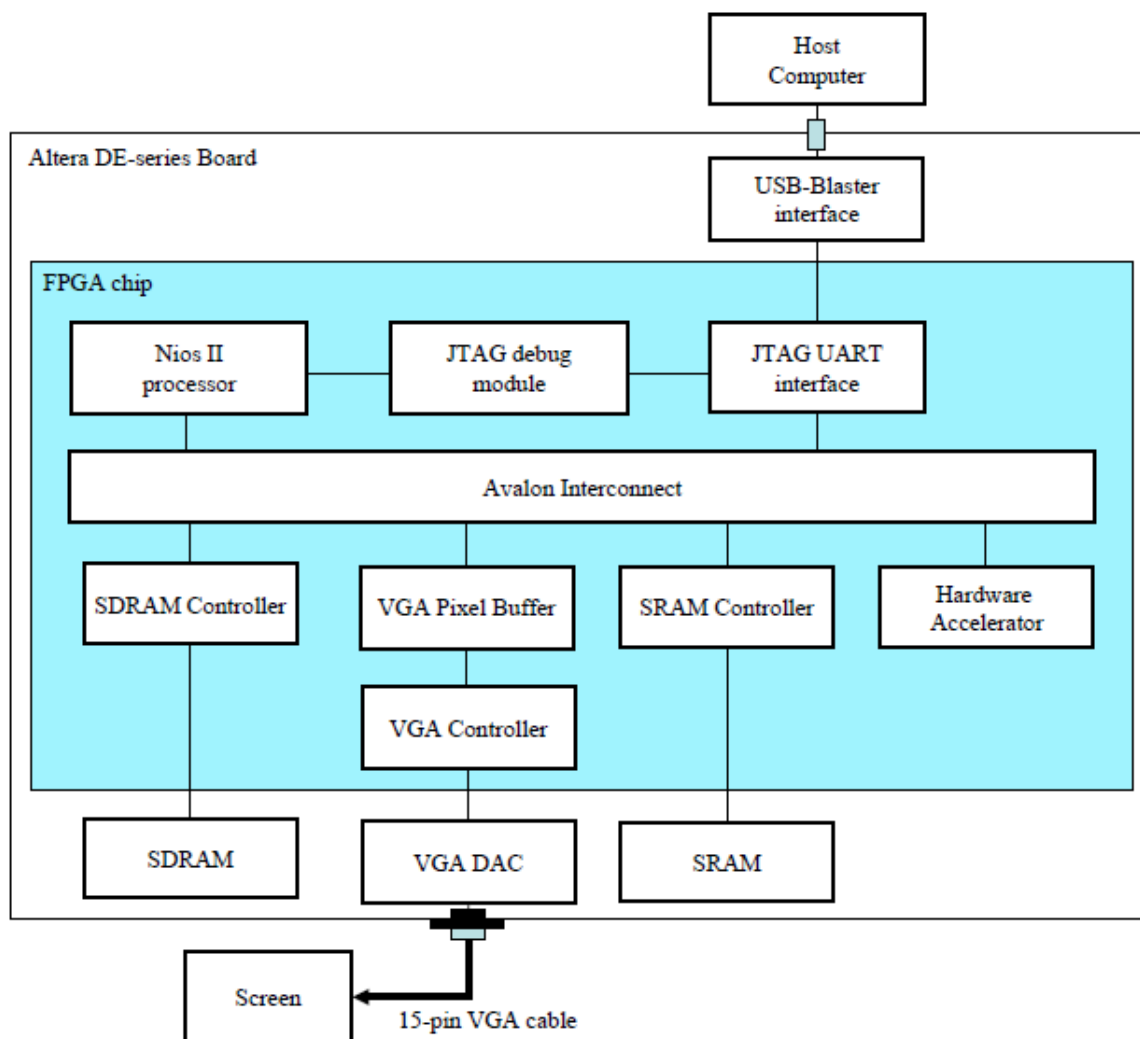 Host
Computer
Altera DE-series Board
USB-Blaster
interface
FPGA chip
Nios II
processor
JTAG debug
module
JTAG UART
interface
Avalon Interconnect
SDRAM Controller
VGA Pixel Buffer
SRAM Controller
Hardware
Accelerator
VGA Controller
SDRAM
VGA DAC
SRAM
Screen
15-pin VGA cable